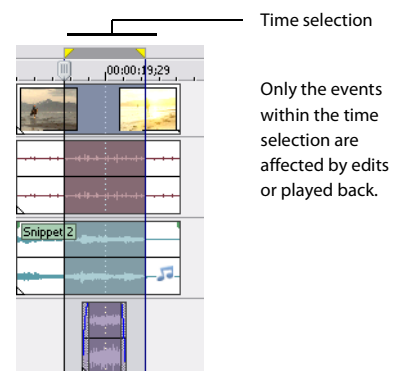 Time selection
00:00:19;29
Only the events
within the time
selection are
affected by edits
or played back.
Snippet 2